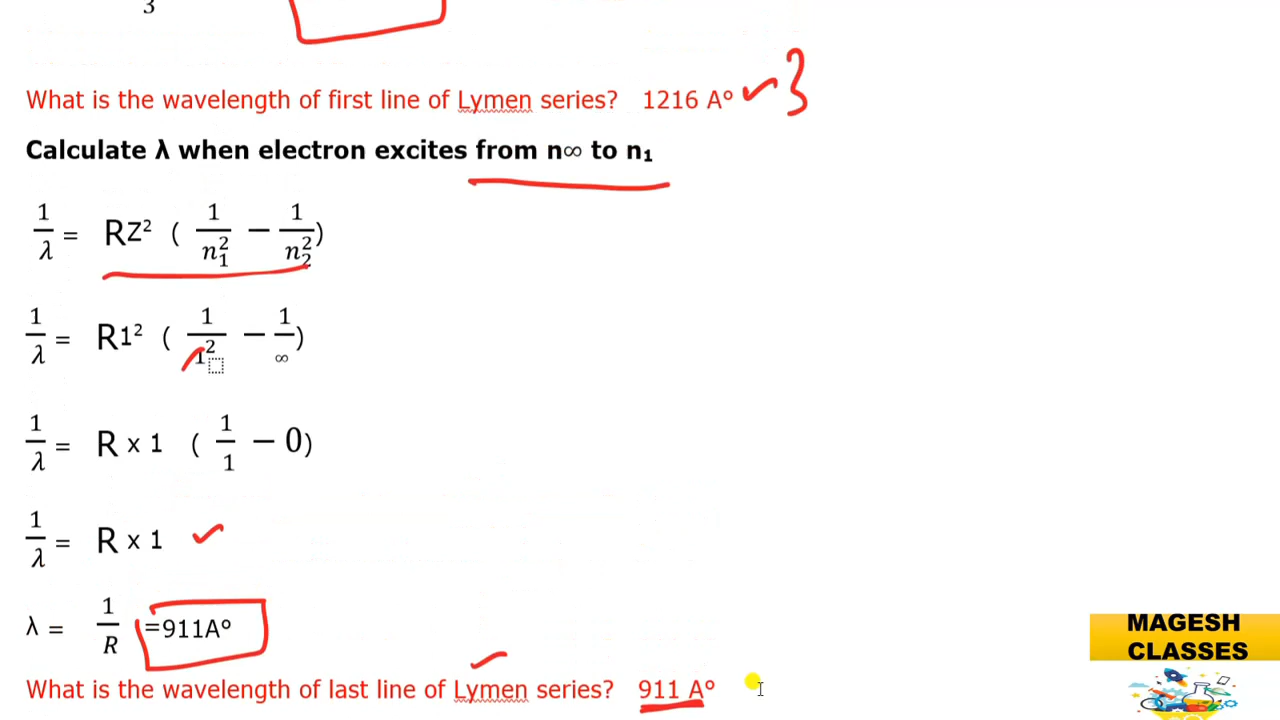 3
What is the wavelength of first line of Lymen series? 1216 A° 3
Calculate λ when electron excites from n∞ to n₁
1/λ = RZ² ( 1/n₁² − 1/n₂² )
1/λ = R1² ( 1/1² − 1/∞ )
1/λ = R x 1 ( 1/1 − 0)
1/λ = R x 1
λ = 1/R =911A°
What is the wavelength of last line of Lymen series? 911 A°
MAGESH
CLASSES